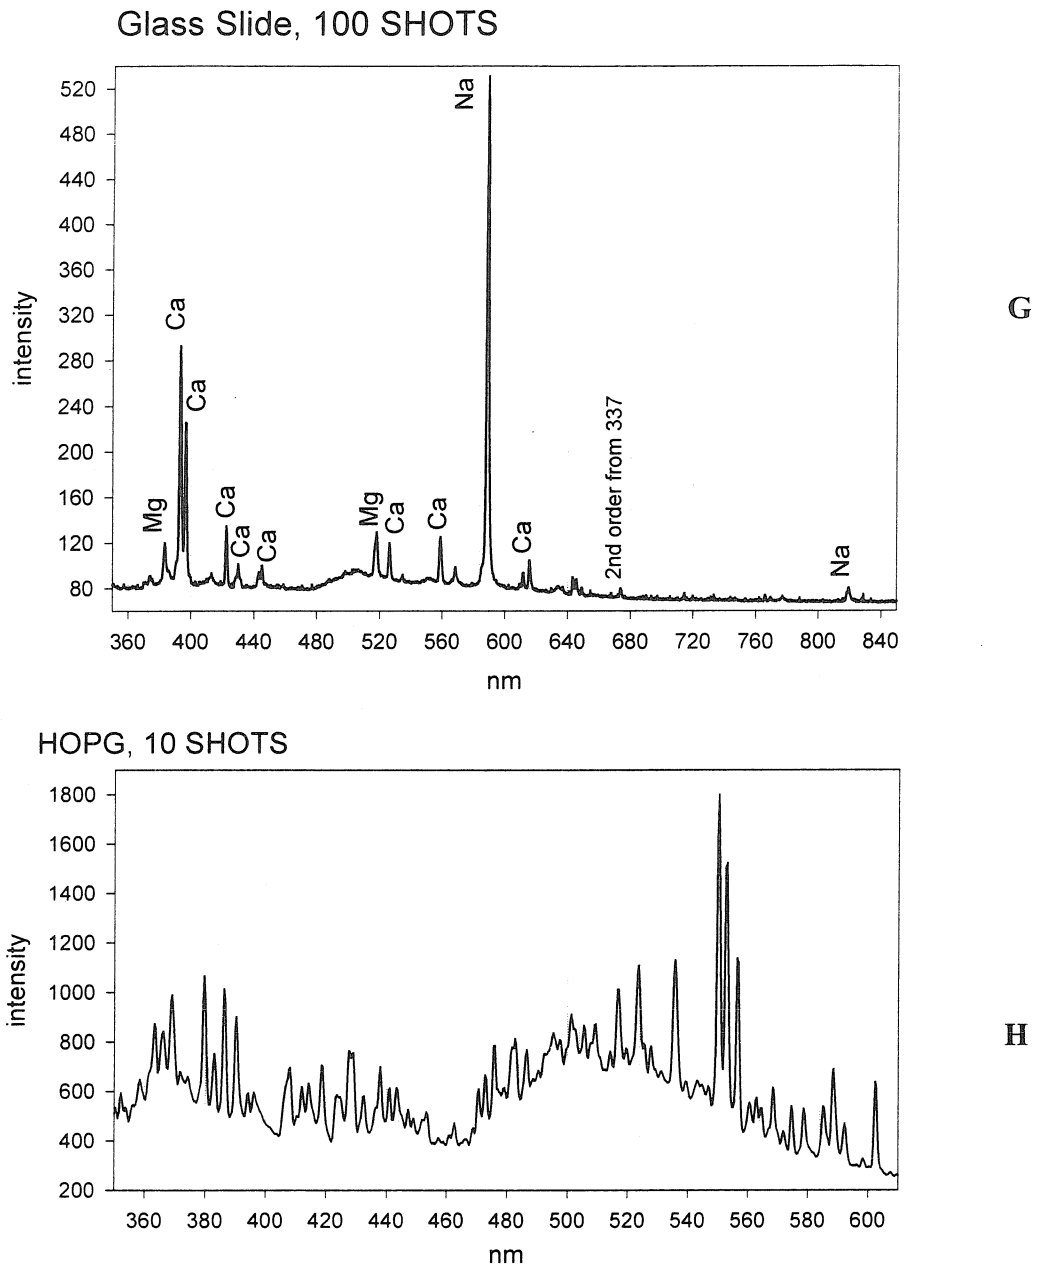 Glass Slide, 100 SHOTS
520
480
440
400
360
320
280
240
200
160
120
80
intensity
Mg
Ca
Ca
Ca
Ca
Ca
Mg
Ca
Ca
Na
Ca
2nd order from 337
Na
G
360 400 440 480 520 560 600 640 680 720 760 800 840
nm
HOPG, 10 SHOTS
1800
1600
1400
1200
1000
800
600
400
200
intensity
H
360 380 400 420 440 460 480 500 520 540 560 580 600
nm